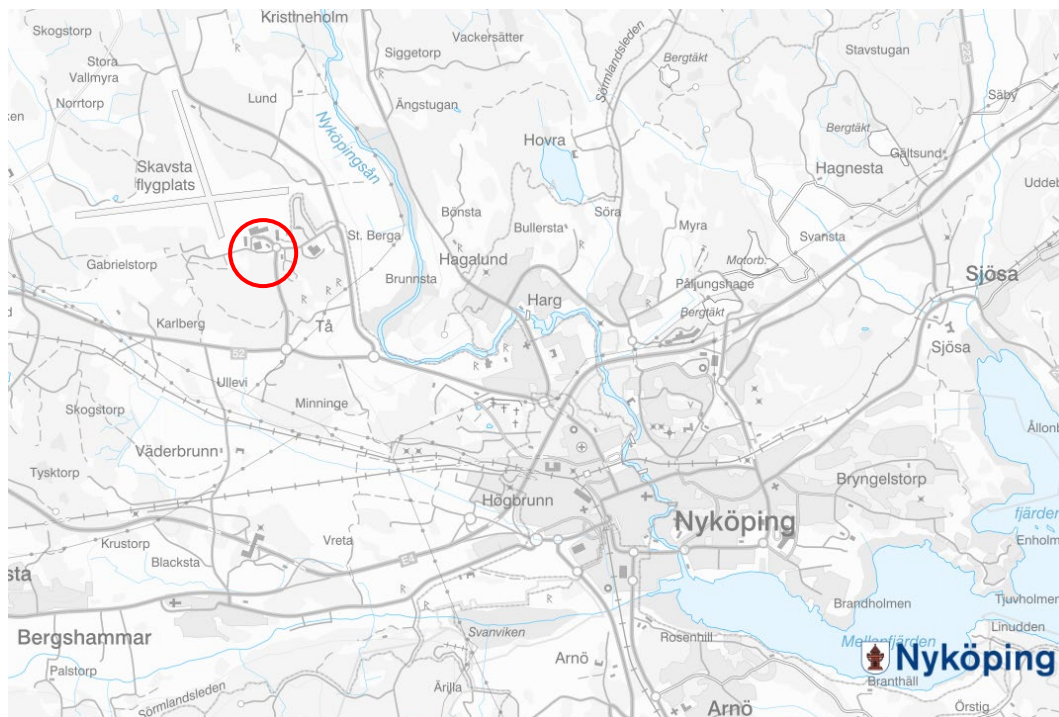 Kristineholm
Skogstorp
Vackersätter
Stavstugan
Siggetorp
Sörmlandsleden
Bergtäkt
223
Stora
Vallmyra
Norrtorp
Lund
Ängstugan
Säby
Nyköpingsån
Bergtäkt
Hovra
Gältsund
Skavsta
flygplats
Hagnesta
Uddeb
Bönsta
Söra
Bullersta
Myra
St. Berga
Svansta
Hagalund
Gabrielstorp
Motorb.
Brunnsta
Påljungshage
Sjösa
Harg
Bergtäkt
Karlberg
Tå
52
Sjösa
Ullevi
Minninge
Skogstorp
Ållonb
Väderbrunn
Tysktorp
Bryngelstorp
Högbrunn
fjärden
Nyköping
Krustorp
Vreta
Enholm
E4
Blacksta
sta
Brandholmen
Tjuvholmen
Linudden
Bergshammar
Svanviken
Rosenhill
Mellanfjärden
Nyköping
Arnö
Palstorp
Branthäll
Ärilla
Sörmlandsleden
Arnö
Örstig